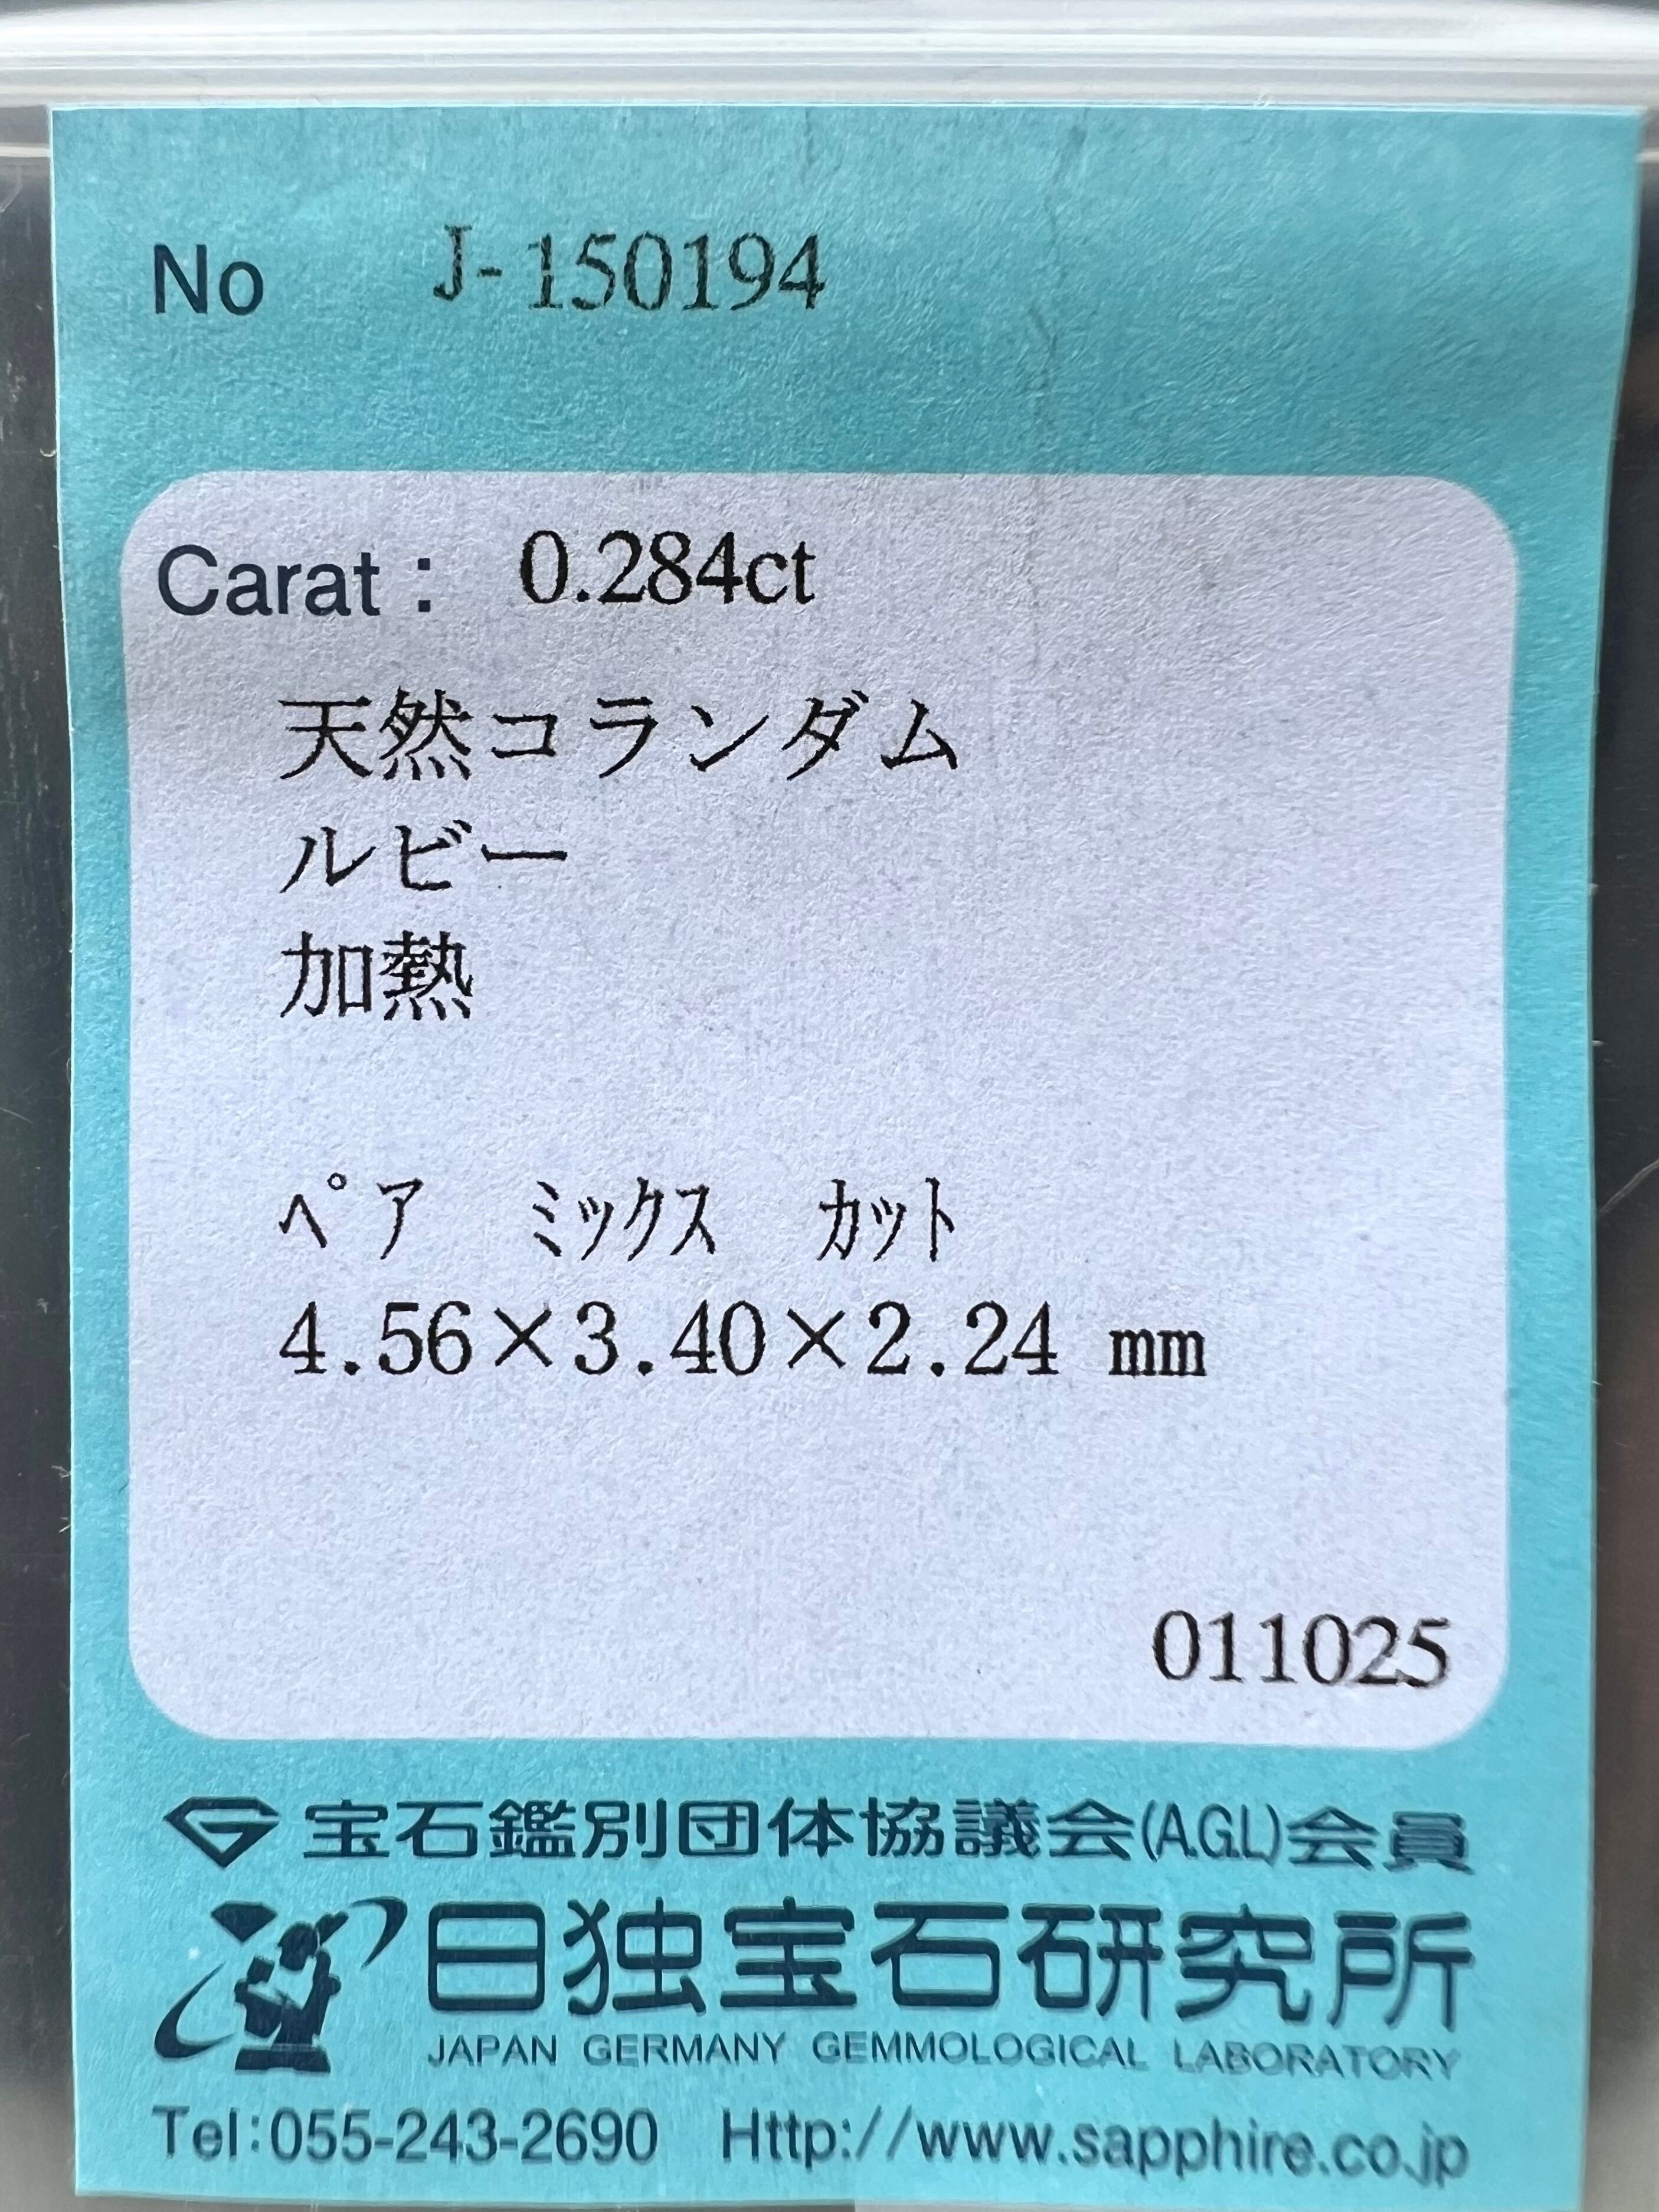 No J-150194
Carat : 0.284ct
天然コランダム
ルビー
加熱
ﾍﾟｱ ﾐｯｸｽ ｶｯﾄ
4.56×3.40×2.24 mm
011025
宝石鑑別団体協議会(A.G.L)会員
日独宝石研究所
JAPAN GERMANY GEMMOLOGICAL LABORATORY
Tel:055-243-2690 Http://www.sapphire.co.jp